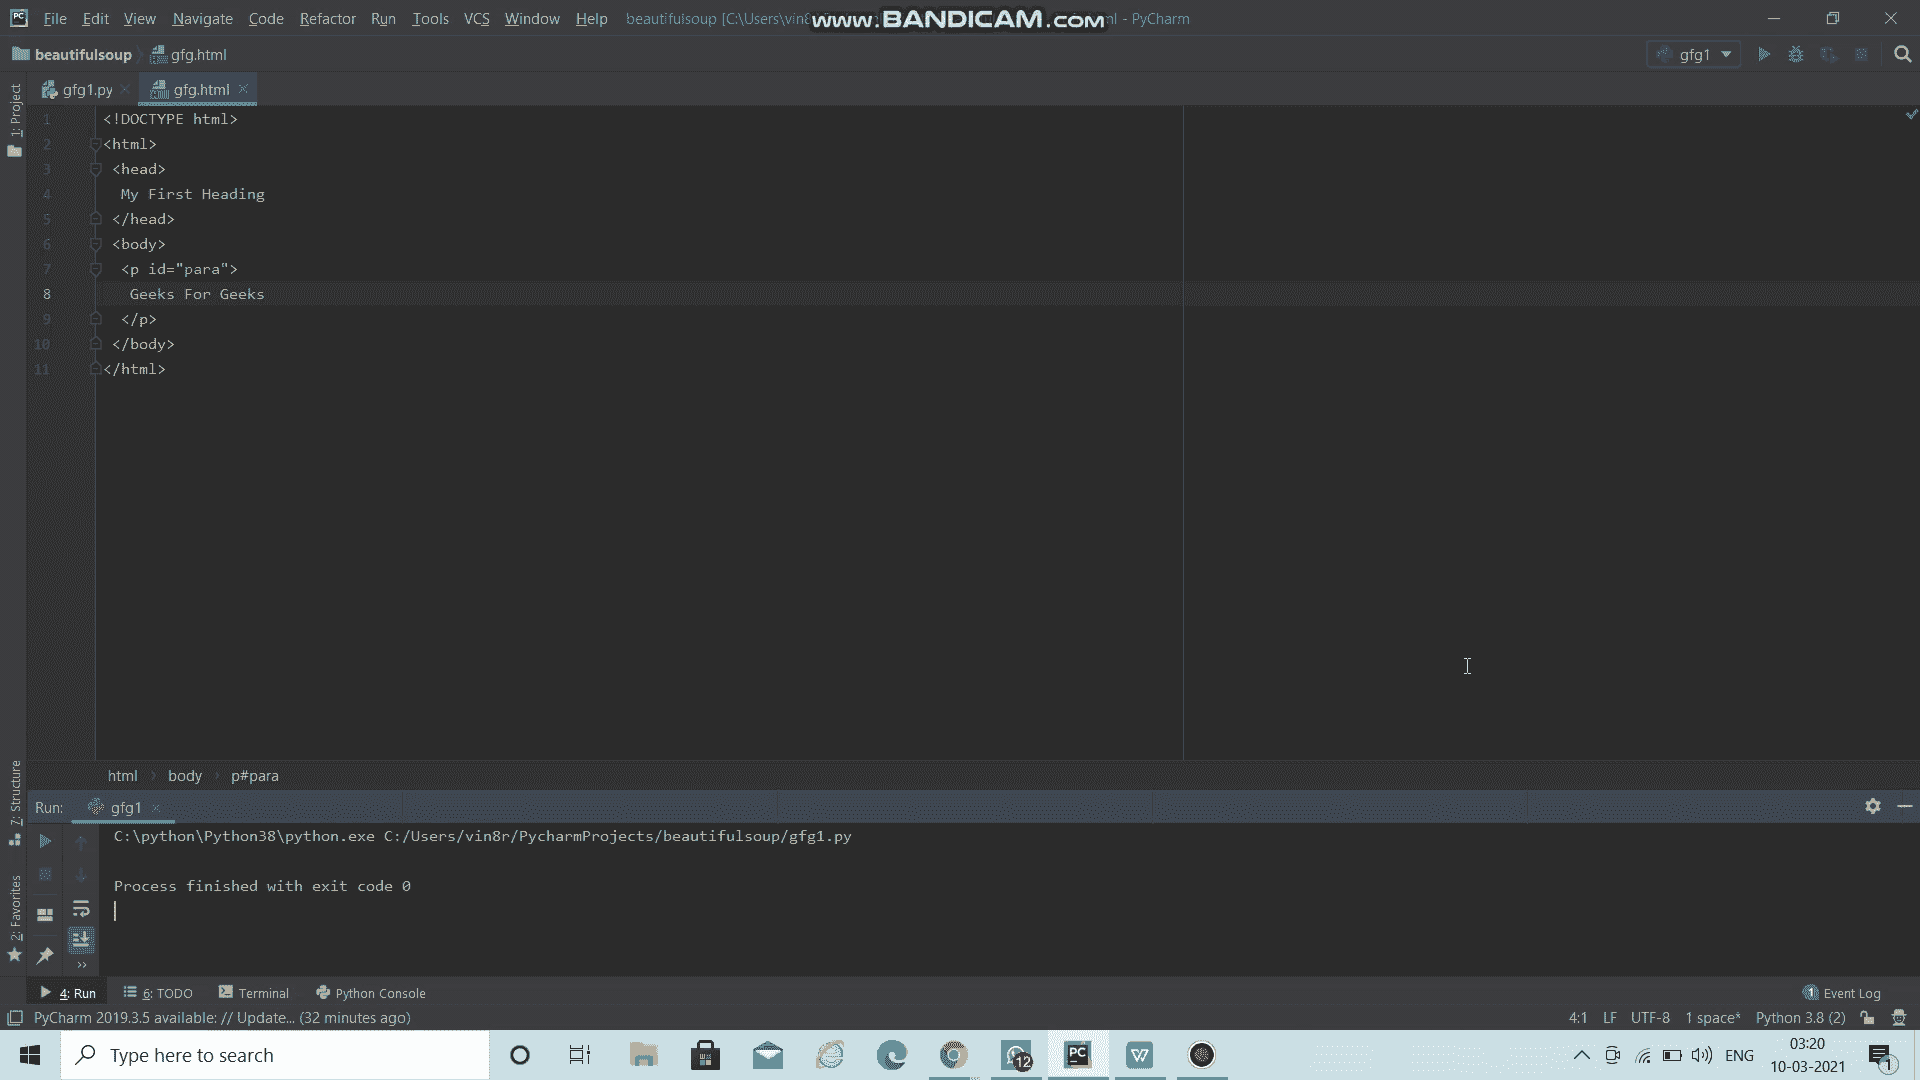 File Edit View Navigate Code Refactor Run Tools VCS Window Help beautifulsoup [C:\Users\vin8 www.BANDICAM.com ml - PyCharm
beautifulsoup gfg.html gfg1
gfg1.py gfg.html
1: Project
1 <!DOCTYPE html>
2 <html>
3 <head>
4 My First Heading
5 </head>
6 <body>
7 <p id="para">
8 Geeks For Geeks
9 </p>
10 </body>
11 </html>
html body p#para
7: Structure
Run: gfg1
C:\python\Python38\python.exe C:/Users/vin8r/PycharmProjects/beautifulsoup/gfg1.py
Process finished with exit code 0
2: Favorites
4: Run 6: TODO Terminal Python Console 1 Event Log
PyCharm 2019.3.5 available: // Update... (32 minutes ago) 4:1 LF UTF-8 1 space* Python 3.8 (2)
Type here to search 12 PC W ENG 03:20
10-03-2021 1